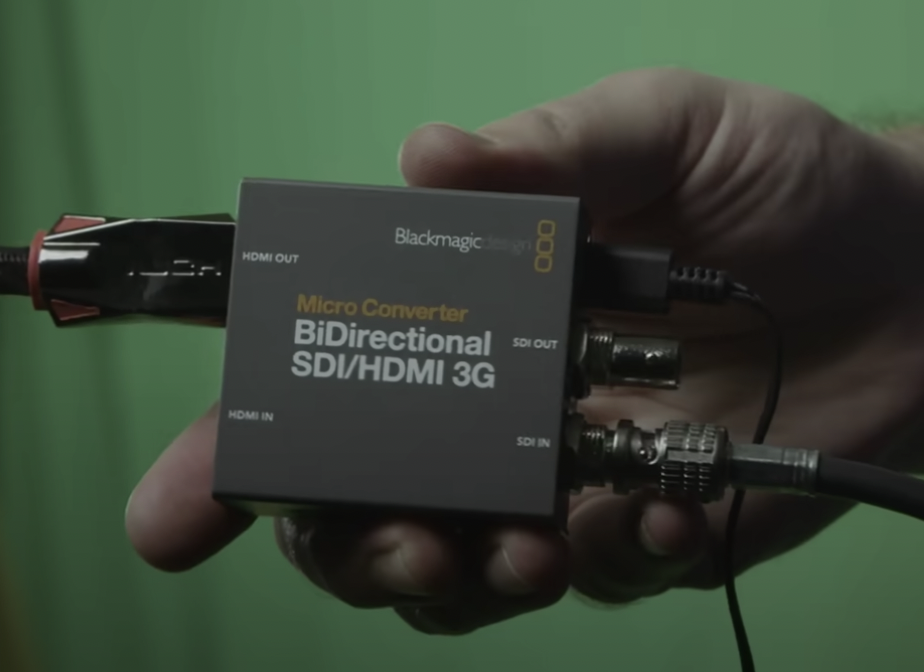 Blackmagicdesign
HDMI OUT
Micro Converter
BiDirectional
SDI OUT
SDI/HDMI 3G
HDMI IN
SDI IN